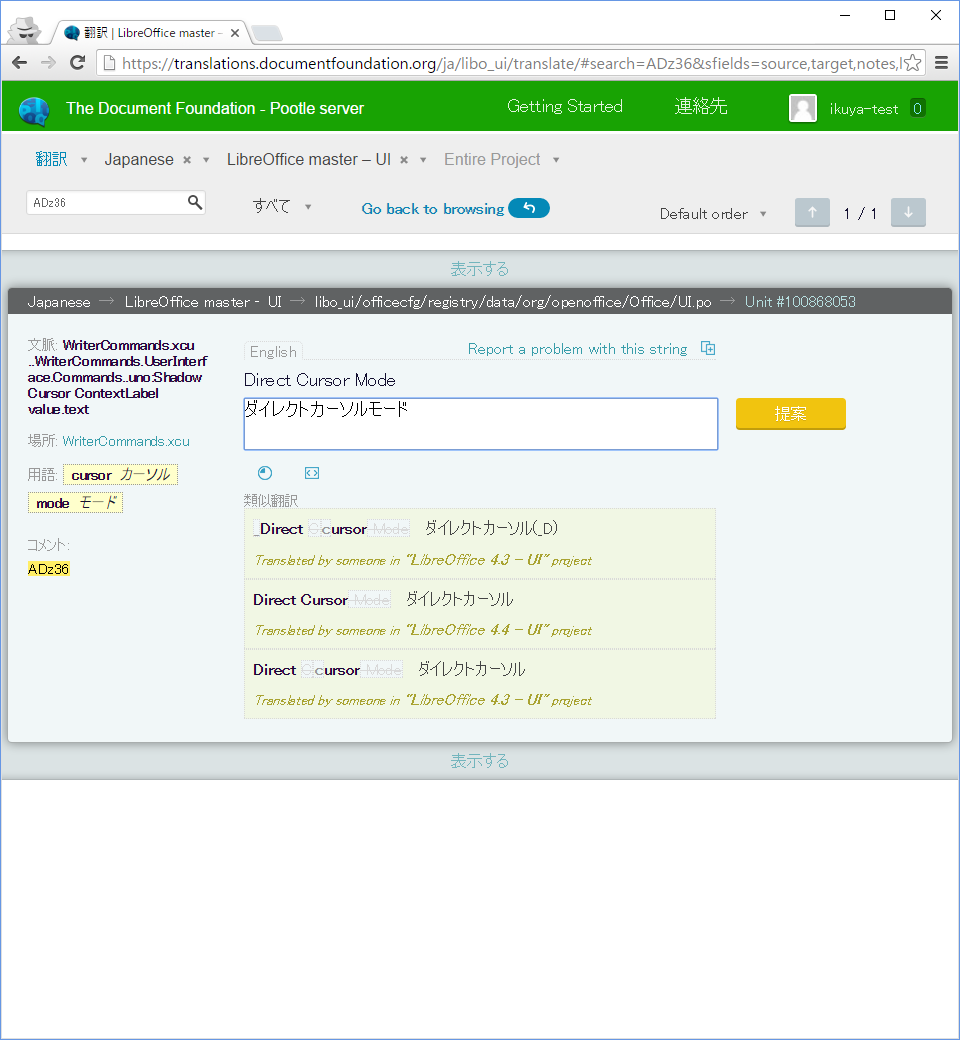 翻訳 | LibreOffice master -
https://translations.documentfoundation.org/ja/libo_ui/translate/#search=ADz36&sfields=source,target,notes,l
The Document Foundation - Pootle server
Getting Started
連絡先
ikuya-test 0
翻訳
Japanese
LibreOffice master – UI
Entire Project
ADz36
すべて
Go back to browsing
Default order
1 / 1
表示する
Japanese → LibreOffice master - UI → libo_ui/officecfg/registry/data/org/openoffice/Office/UI.po → Unit #100868053
文脈: WriterCommands.xcu
..WriterCommands.UserInterf
ace.Commands..uno:Shadow
Cursor ContextLabel
value.text
場所: WriterCommands.xcu
用語: cursor カーソル
mode モード
コメント:
ADz36
English
Report a problem with this string
Direct Cursor Mode
ダイレクトカーソルモード
提案
類似翻訳
_Direct Ccursor Mode ダイレクトカーソル(_D)
Translated by someone in "LibreOffice 4.3 - UI" project
Direct Cursor Mode ダイレクトカーソル
Translated by someone in "LibreOffice 4.4 - UI" project
Direct Ccursor Mode ダイレクトカーソル
Translated by someone in "LibreOffice 4.3 - UI" project
表示する